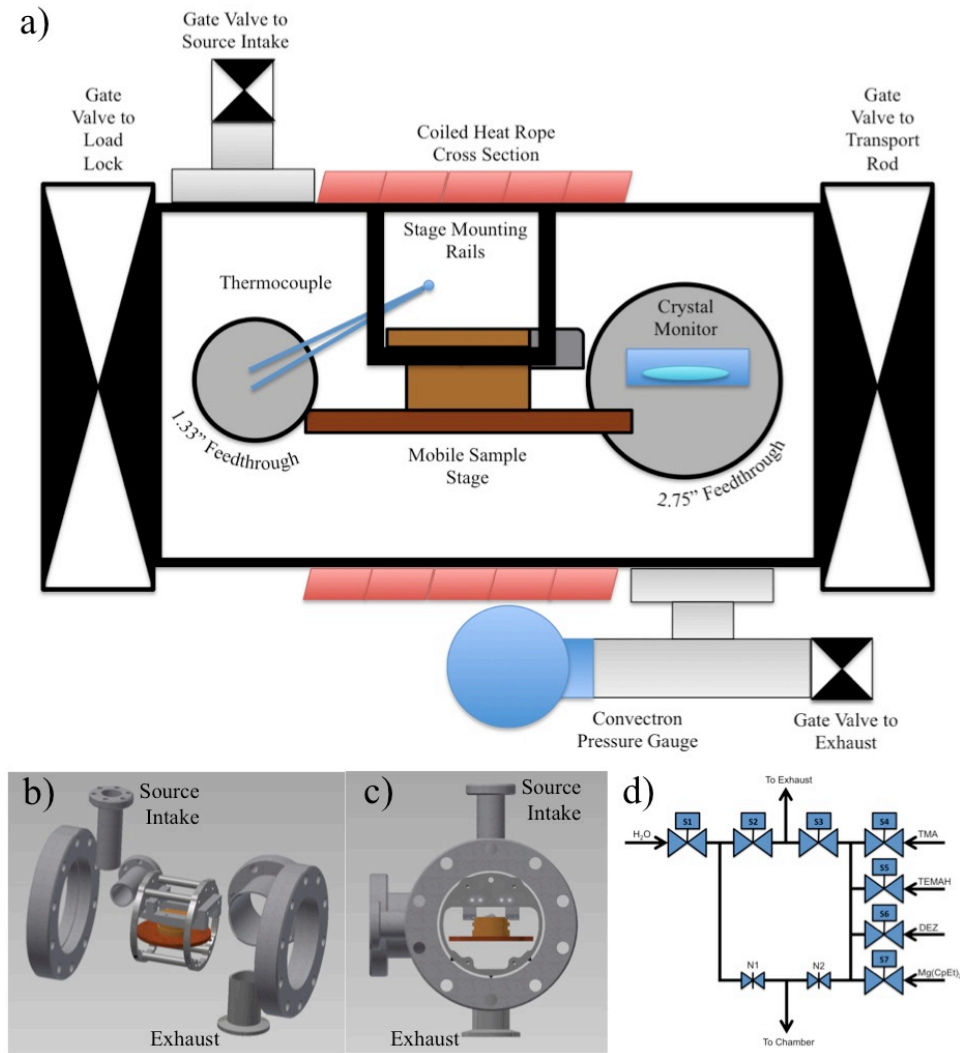 a)
Gate Valve to
Source Intake
Gate
Valve to
Load
Lock
Coiled Heat Rope
Cross Section
Gate
Valve to
Transport
Rod
Stage Mounting
Rails
Thermocouple
Crystal
Monitor
1.33” Feedthrough
Mobile Sample
Stage
2.75” Feedthrough
Convectron
Pressure Gauge
Gate Valve to
Exhaust
b)
Source
Intake
Exhaust
c)
Source
Intake
Exhaust
d)
To Exhaust
S1
S2
S3
S4
H₂O
TMA
S5
TEMAH
S6
DEZ
S7
N1
N2
Mg(CpEt)
To Chamber